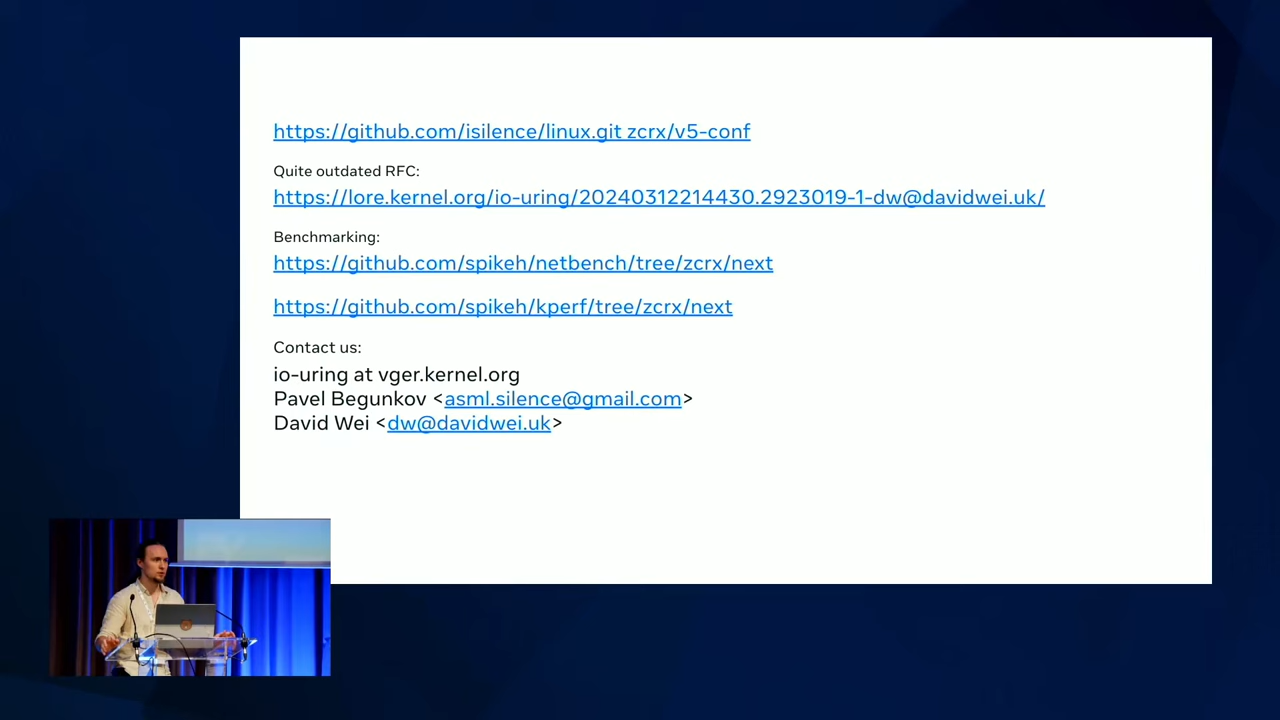 https://github.com/isilence/linux.git zcrx/v5-conf
Quite outdated RFC:
https://lore.kernel.org/io-uring/20240312214430.2923019-1-dw@davidwei.uk/
Benchmarking:
https://github.com/spikeh/netbench/tree/zcrx/next
https://github.com/spikeh/kperf/tree/zcrx/next
Contact us:
io-uring at vger.kernel.org
Pavel Begunkov <asml.silence@gmail.com>
David Wei <dw@davidwei.uk>